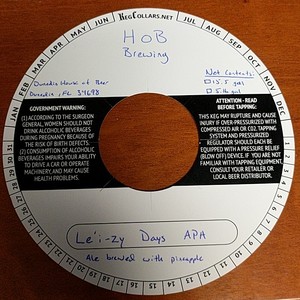 KEGCOLLARS.NET
JAN FEB MAR APR MAY JUN JUL AUG SEP OCT NOV DEC
HoB
Brewing
Dunedin House of Beer
Dunedin, FL 34698
Net Contents:
15.5 gal
5.16 gal
GOVERNMENT WARNING:
(1) ACCORDING TO THE SURGEON
GENERAL, WOMEN SHOULD NOT
DRINK ALCOHOLIC BEVERAGES
DURING PREGNANCY BECAUSE OF
THE RISK OF BIRTH DEFECTS.
(2) CONSUMPTION OF ALCOHOLIC
BEVERAGES IMPAIRS YOUR ABILITY
TO DRIVE A CAR OR OPERATE
MACHINERY, AND MAY CAUSE
HEALTH PROBLEMS.
ATTENTION - READ
BEFORE TAPPING:
THIS KEG MAY RUPTURE AND CAUSE
INJURY IF OVER-PRESSURIZED WITH
COMPRESSED AIR OR CO2. TAPPING
SYSTEM AND PRESSURIZED
REGULATOR SHOULD EACH BE
EQUIPPED WITH A PRESSURE RELIEF
(BLOW OFF) DEVICE. IF YOU ARE NOT
FAMILIAR WITH TAPPING EQUIPMENT,
CONSULT YOUR RETAILER OR
LOCAL BEER DISTRIBUTOR.
Le'i-zy Days APA
Ale brewed with pineapple